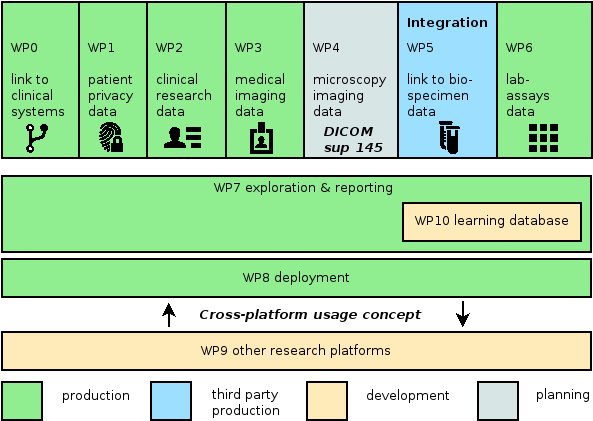 WP0
link to
clinical
systems
WP1
patient
privacy
data
WP2
clinical
research
data
WP3
medical
imaging
data
WP4
microscopy
imaging
data
DICOM
sup 145
Integration
WP5
link to bio-
specimen
data
WP6
lab-
assays
data
WP7 exploration & reporting
WP10 learning database
WP8 deployment
Cross-platform usage concept
WP9 other research platforms
production
third party
production
development
planning